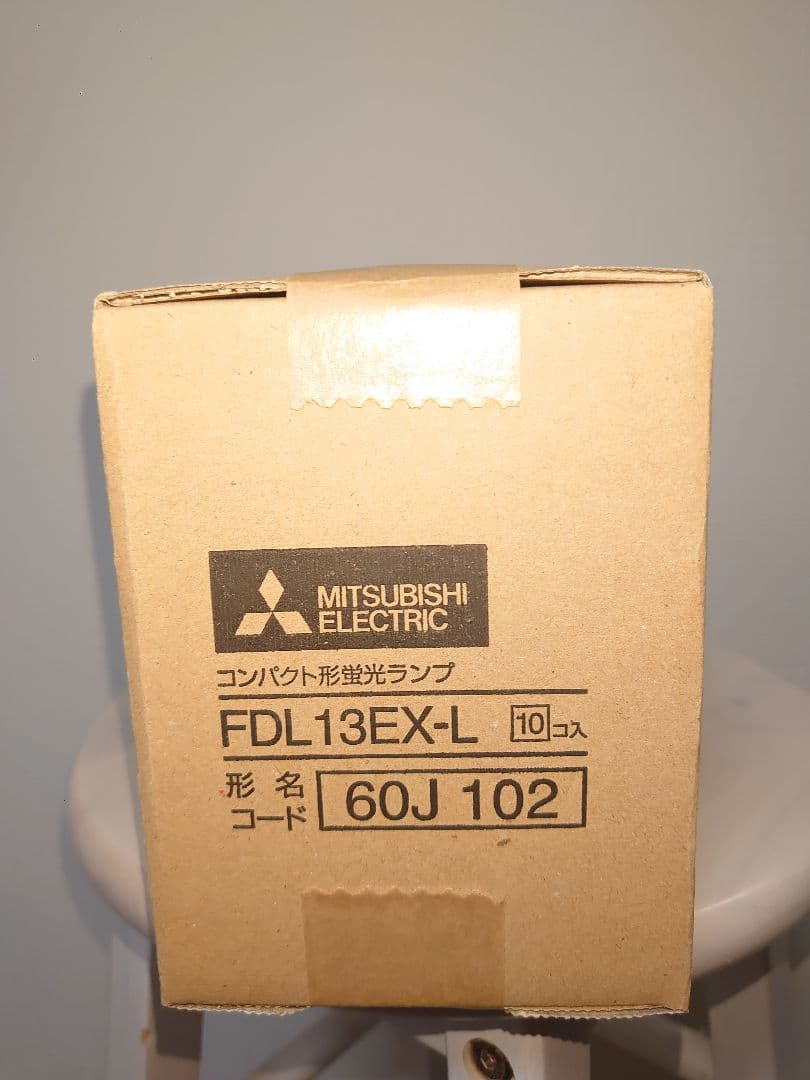 MITSUBISHI
ELECTRIC
コンパクト形蛍光ランプ
FDL13EX-L 10コ入
形名
コード 60J 102